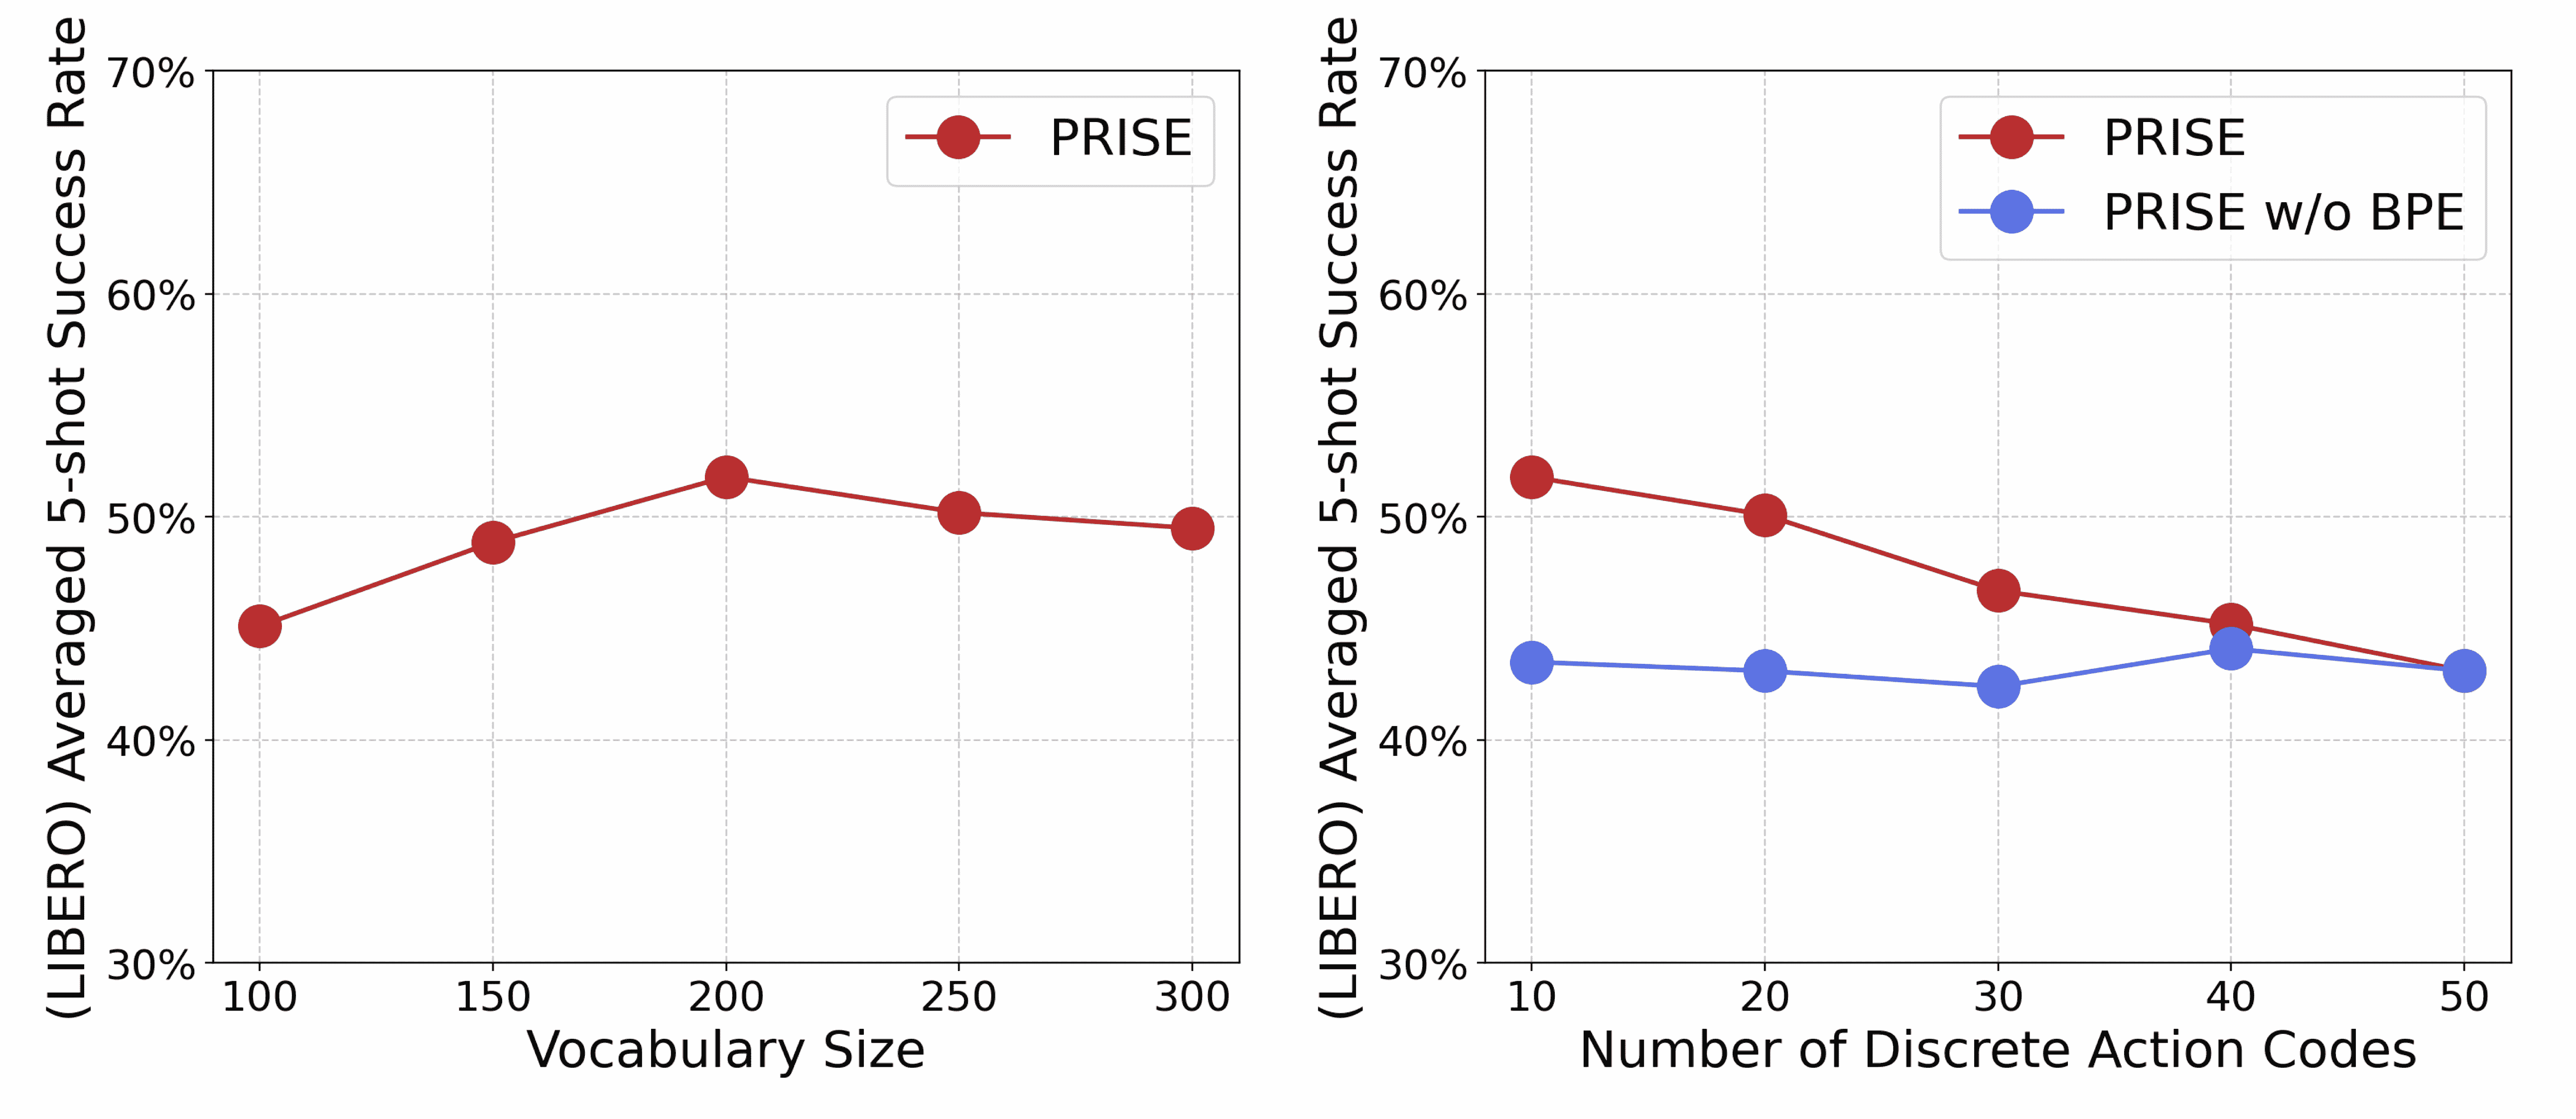 (LIBERO) Averaged 5-shot Success Rate
70%
60%
50%
40%
30%
100 150 200 250 300
Vocabulary Size
PRISE
(LIBERO) Averaged 5-shot Success Rate
70%
60%
50%
40%
30%
10 20 30 40 50
Number of Discrete Action Codes
PRISE
PRISE w/o BPE